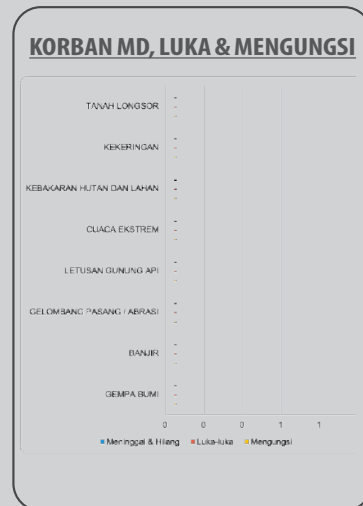 KORBAN MD, LUKA & MENGUNGSI
TANAH LONGSOR
-
-
-
KEKERINGAN
-
-
-
KEBAKARAN HUTAN DAN LAHAN
-
-
-
CUACA EKSTREM
-
-
-
LETUSAN GUNUNG API
-
-
-
GELOMBANG PASANG / ABRASI
-
-
-
BANJIR
-
-
-
GEMPA BUMI
-
-
-
0 0 0 1 1
Meninggal & Hilang Luka-luka Mengungsi